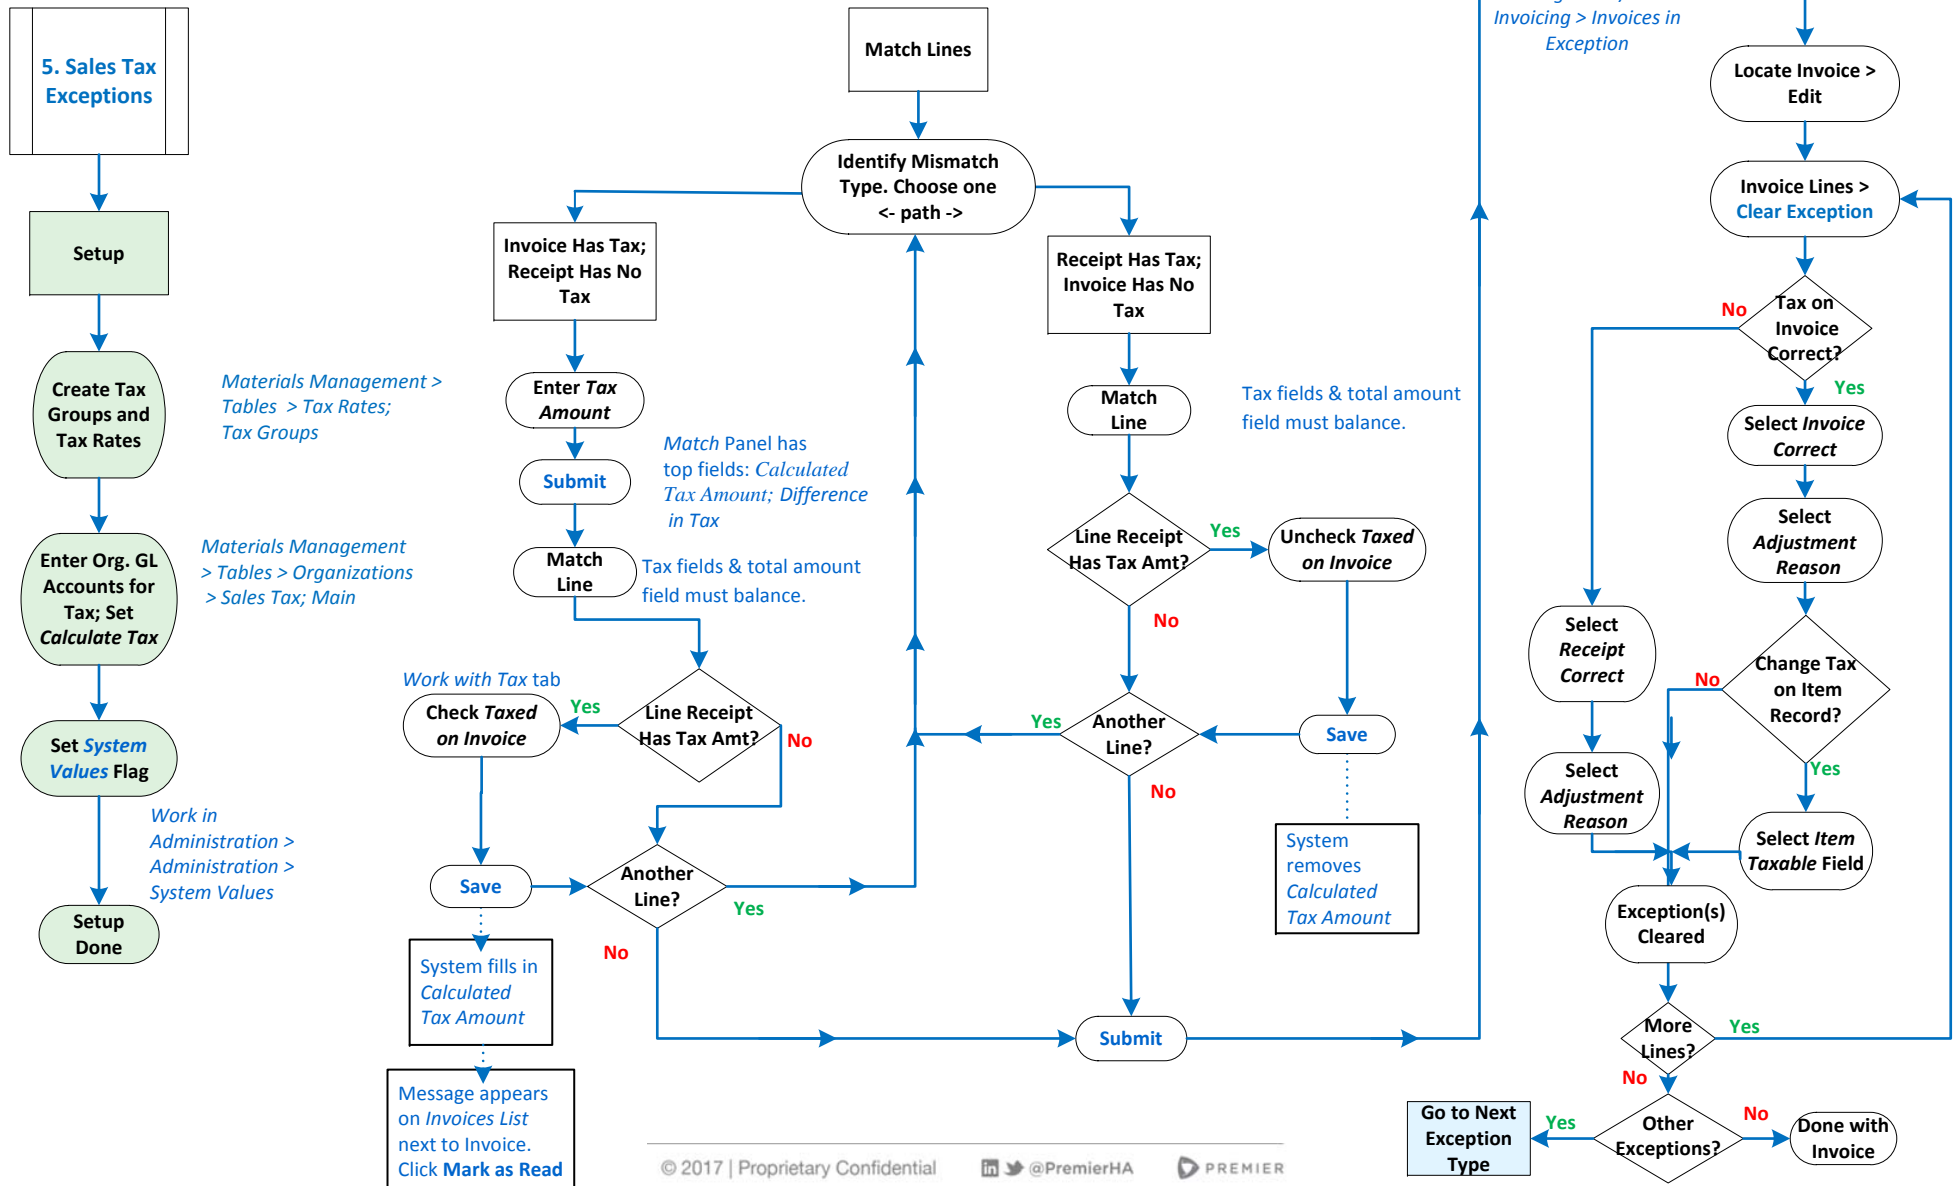 5. Sales Tax
Exceptions
Setup
Create Tax
Groups and
Tax Rates
Materials Management >
Tables > Tax Rates;
Tax Groups
Enter Org. GL
Accounts for
Tax; Set
Calculate Tax
Materials Management
> Tables > Organizations
> Sales Tax; Main
Set System
Values Flag
Work in
Administration >
Administration >
System Values
Setup
Done
Match Lines
Identify Mismatch
Type. Choose one
<- path ->
Invoice Has Tax;
Receipt Has No
Tax
Enter Tax
Amount
Submit
Match Panel has
top fields: Calculated
Tax Amount; Difference
in Tax
Match
Line
Tax fields & total amount
field must balance.
Line Receipt
Has Tax Amt?
Yes
No
Work with Tax tab
Check Taxed
on Invoice
Save
Another
Line?
Yes
No
System fills in
Calculated
Tax Amount
Message appears
on Invoices List
next to Invoice.
Click Mark as Read
Receipt Has Tax;
Invoice Has No
Tax
Match
Line
Tax fields & total amount
field must balance.
Line Receipt
Has Tax Amt?
Yes
No
Uncheck Taxed
on Invoice
Save
Another
Line?
Yes
No
System
removes
Calculated
Tax Amount
Submit
Invoicing > Invoices in
Exception
Locate Invoice >
Edit
Invoice Lines >
Clear Exception
Tax on
Invoice
Correct?
No
Yes
Select Invoice
Correct
Select
Adjustment
Reason
Select
Receipt
Correct
Change Tax
on Item
Record?
No
Yes
Select
Adjustment
Reason
Select Item
Taxable Field
Exception(s)
Cleared
More
Lines?
Yes
No
Other
Exceptions?
Yes
No
Go to Next
Exception
Type
Done with
Invoice
© 2017 | Proprietary Confidential
in @PremierHA
PREMIER